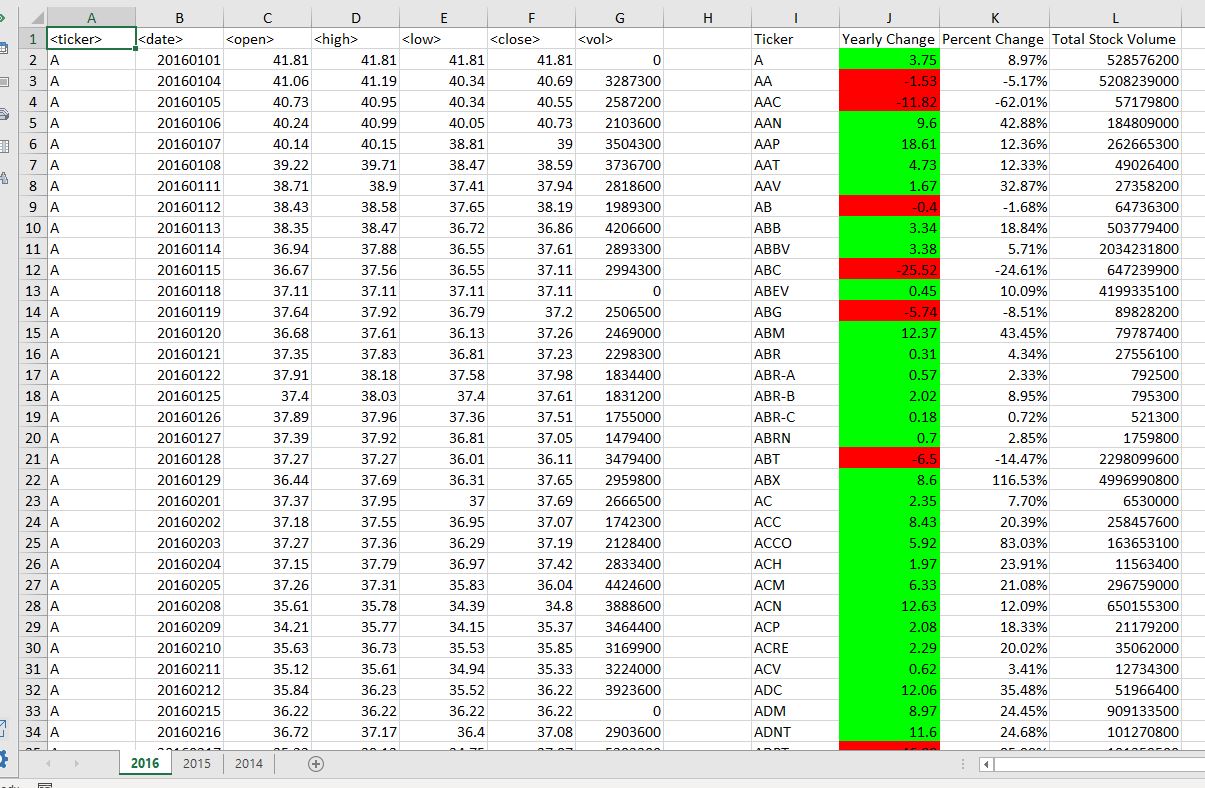 A B C D E F G H I J K L
1 <ticker> <date> <open> <high> <low> <close> <vol> Ticker Yearly Change Percent Change Total Stock Volume
2 A 20160101 41.81 41.81 41.81 41.81 0 A 3.75 8.97% 528576200
3 A 20160104 41.06 41.19 40.34 40.69 3287300 AA -1.53 -5.17% 5208239000
4 A 20160105 40.73 40.95 40.34 40.55 2587200 AAC -11.82 -62.01% 57179800
5 A 20160106 40.24 40.99 40.05 40.73 2103600 AAN 9.6 42.88% 184809000
6 A 20160107 40.14 40.15 38.81 39 3504300 AAP 18.61 12.36% 262665300
7 A 20160108 39.22 39.71 38.47 38.59 3736700 AAT 4.73 12.33% 49026400
8 A 20160111 38.71 38.9 37.41 37.94 2818600 AAV 1.67 32.87% 27358200
9 A 20160112 38.43 38.58 37.65 38.19 1989300 AB -0.4 -1.68% 64736300
10 A 20160113 38.35 38.47 36.72 36.86 4206600 ABB 3.34 18.84% 503779400
11 A 20160114 36.94 37.88 36.55 37.61 2893300 ABBV 3.38 5.71% 2034231800
12 A 20160115 36.67 37.56 36.55 37.11 2994300 ABC -25.52 -24.61% 647239900
13 A 20160118 37.11 37.11 37.11 37.11 0 ABEV 0.45 10.09% 4199335100
14 A 20160119 37.64 37.92 36.79 37.2 2506500 ABG -5.74 -8.51% 89828200
15 A 20160120 36.68 37.61 36.13 37.26 2469000 ABM 12.37 43.45% 79787400
16 A 20160121 37.35 37.83 36.81 37.23 2298300 ABR 0.31 4.34% 27556100
17 A 20160122 37.91 38.18 37.58 37.98 1834400 ABR-A 0.57 2.33% 792500
18 A 20160125 37.4 38.03 37.4 37.61 1831200 ABR-B 2.02 8.95% 795300
19 A 20160126 37.89 37.96 37.36 37.51 1755000 ABR-C 0.18 0.72% 521300
20 A 20160127 37.39 37.92 36.81 37.05 1479400 ABRN 0.7 2.85% 1759800
21 A 20160128 37.27 37.27 36.01 36.11 3479400 ABT -6.5 -14.47% 2298099600
22 A 20160129 36.44 37.69 36.31 37.65 2959800 ABX 8.6 116.53% 4996990800
23 A 20160201 37.37 37.95 37 37.69 2666500 AC 2.35 7.70% 6530000
24 A 20160202 37.18 37.55 36.95 37.07 1742300 ACC 8.43 20.39% 258457600
25 A 20160203 37.27 37.36 36.29 37.19 2128400 ACCO 5.92 83.03% 163653100
26 A 20160204 37.15 37.79 36.97 37.42 2833400 ACH 1.97 23.91% 11563400
27 A 20160205 37.26 37.31 35.83 36.04 4424600 ACM 6.33 21.08% 296759000
28 A 20160208 35.61 35.78 34.39 34.8 3888600 ACN 12.63 12.09% 650155300
29 A 20160209 34.21 35.77 34.15 35.37 3464400 ACP 2.08 18.33% 21179200
30 A 20160210 35.63 36.73 35.53 35.85 3169900 ACRE 2.29 20.02% 35062000
31 A 20160211 35.12 35.61 34.94 35.33 3224000 ACV 0.62 3.41% 12734300
32 A 20160212 35.84 36.23 35.52 36.22 3923600 ADC 12.06 35.48% 51966400
33 A 20160215 36.22 36.22 36.22 36.22 0 ADM 8.97 24.45% 909133500
34 A 20160216 36.72 37.17 36.4 37.08 2903600 ADNT 11.6 24.68% 101270800
2016 2015 2014